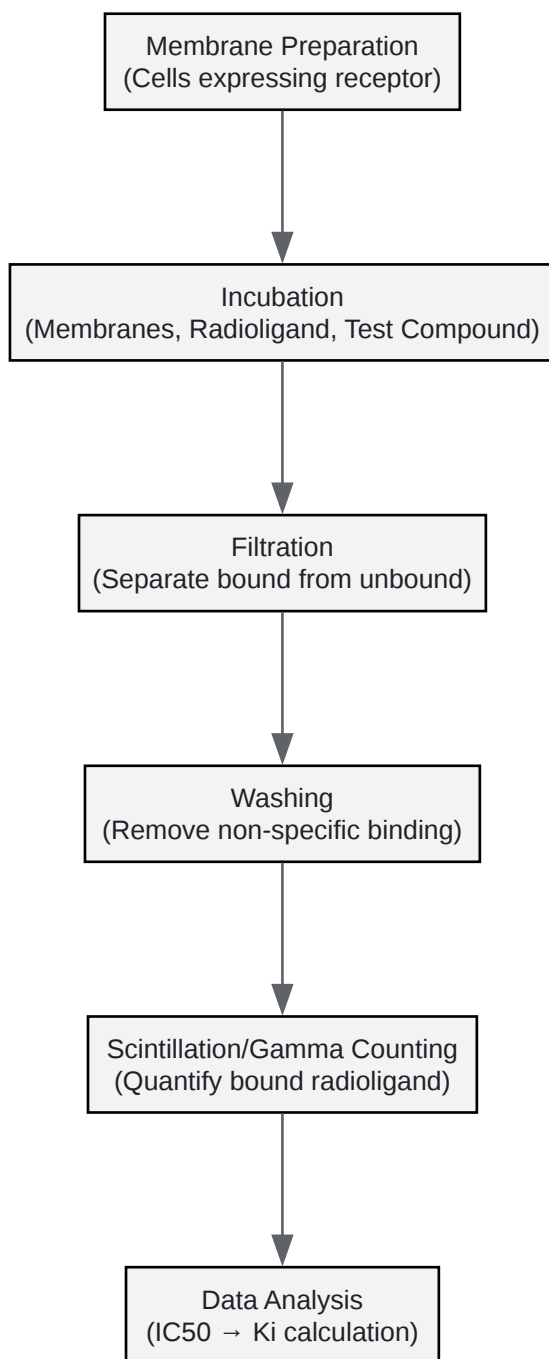 Membrane Preparation
(Cells expressing receptor)
Incubation
(Membranes, Radioligand, Test Compound)
Filtration
(Separate bound from unbound)
Washing
(Remove non-specific binding)
Scintillation/Gamma Counting
(Quantify bound radioligand)
Data Analysis
(IC50 → Ki calculation)